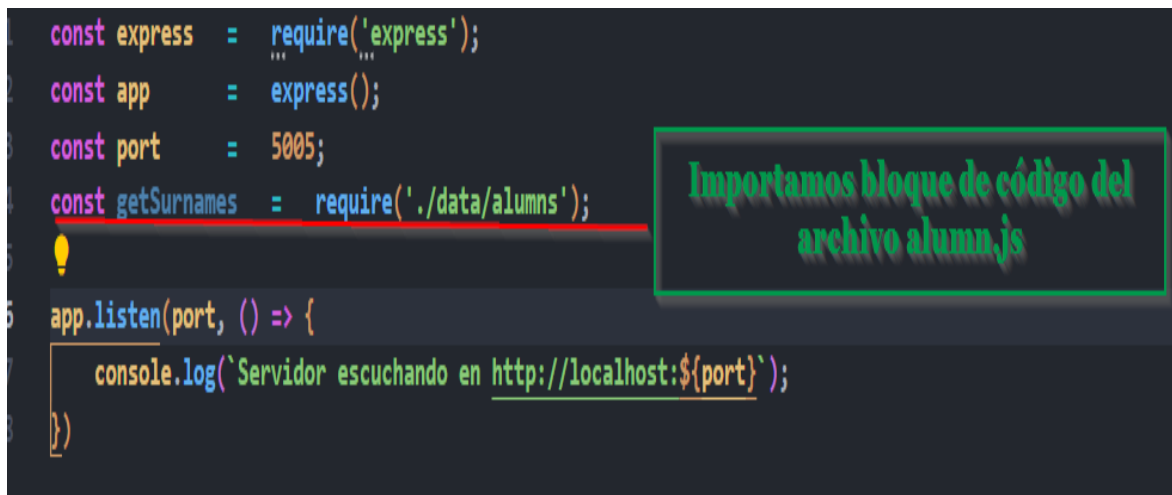 1 const express = require('express');
2 const app = express();
3 const port = 5005;
4 const getSurnames = require('./data/alumns');
Importamos bloque de código del
archivo alumn.js
5
6 app.listen(port, () => {
7 console.log(`Servidor escuchando en http://localhost:${port}`);
8 })